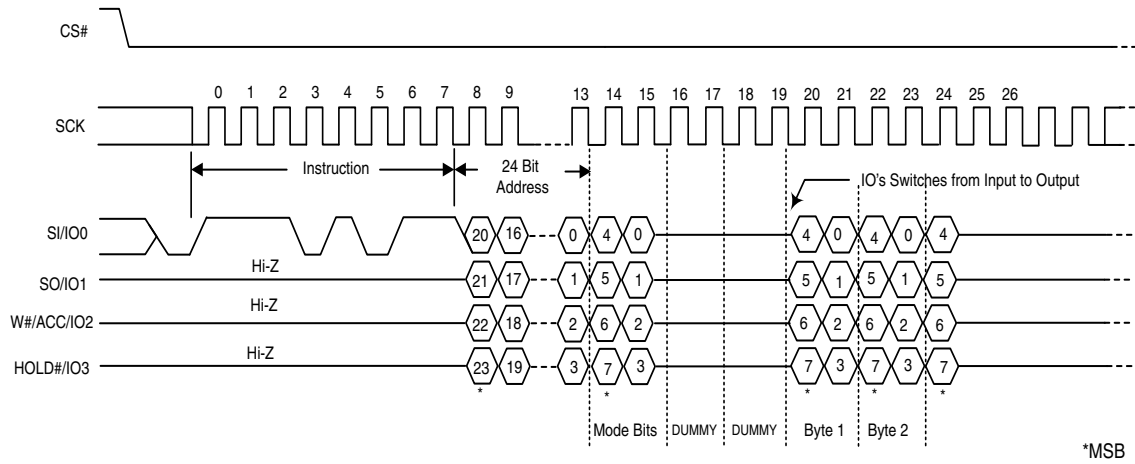 CS#
0 1 2 3 4 5 6 7 8 9 13 14 15 16 17 18 19 20 21 22 23 24 25 26
SCK
Instruction
24 Bit
Address
IO's Switches from Input to Output
SI/IO0 20 16 0 4 0 4 0 4 0 4
Hi-Z
SO/IO1 21 17 1 5 1 5 1 5 1 5
Hi-Z
W#/ACC/IO2 22 18 2 6 2 6 2 6 2 6
Hi-Z
HOLD#/IO3 23 19 3 7 3 7 3 7 3 7
* * * * *
Mode Bits DUMMY DUMMY Byte 1 Byte 2
*MSB